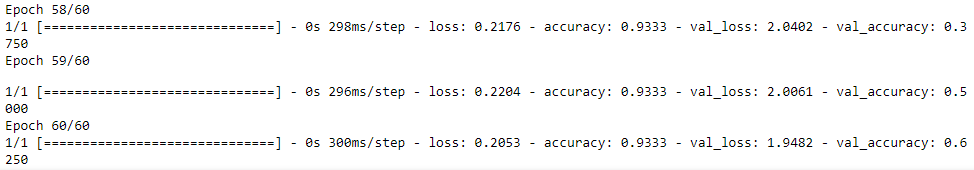 Epoch 58/60
1/1 [==============================] - 0s 298ms/step - loss: 0.2176 - accuracy: 0.9333 - val_loss: 2.0402 - val_accuracy: 0.3
750
Epoch 59/60
1/1 [==============================] - 0s 296ms/step - loss: 0.2204 - accuracy: 0.9333 - val_loss: 2.0061 - val_accuracy: 0.5
000
Epoch 60/60
1/1 [==============================] - 0s 300ms/step - loss: 0.2053 - accuracy: 0.9333 - val_loss: 1.9482 - val_accuracy: 0.6
250